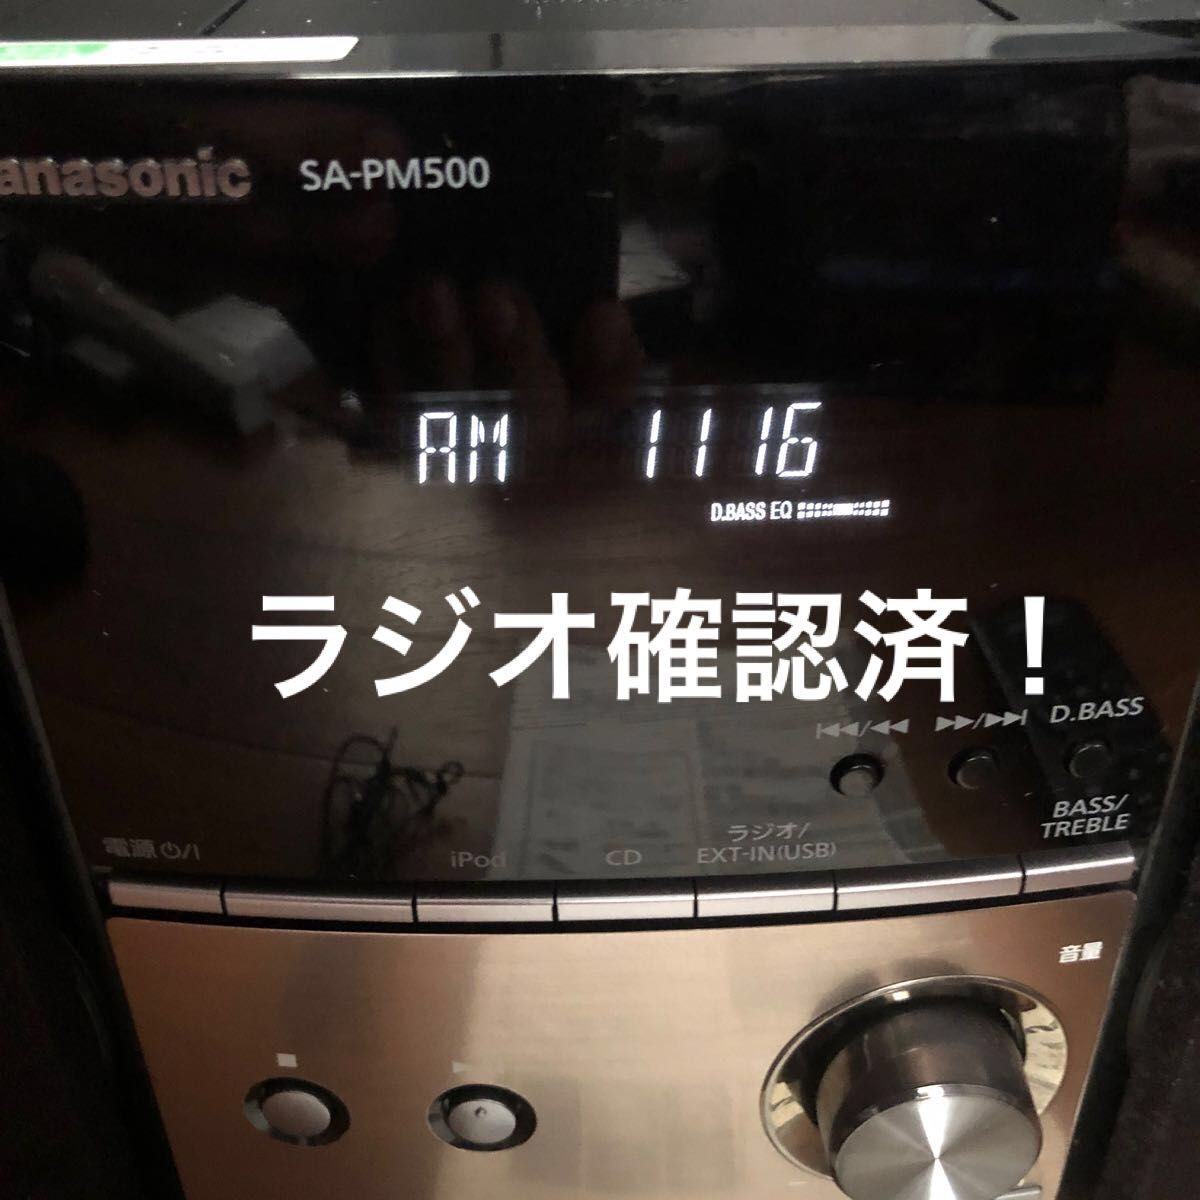 anasonic SA-PM500
AM 1116
D.BASS EQ
ラジオ確認済！
D.BASS
BASS/
TREBLE
電源
iPod
CD
ラジオ/
EXT-IN(USB)
音量